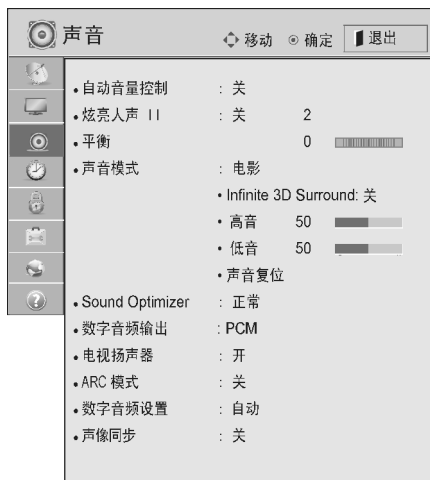 声音 移动 确定 退出
• 自动音量控制 : 关
• 炫亮人声 II : 关 2
• 平衡 0
• 声音模式 : 电影
• Infinite 3D Surround: 关
• 高音 50
• 低音 50
• 声音复位
• Sound Optimizer : 正常
• 数字音频输出 : PCM
• 电视扬声器 : 开
• ARC 模式 : 关
• 数字音频设置 : 自动
• 声像同步 : 关